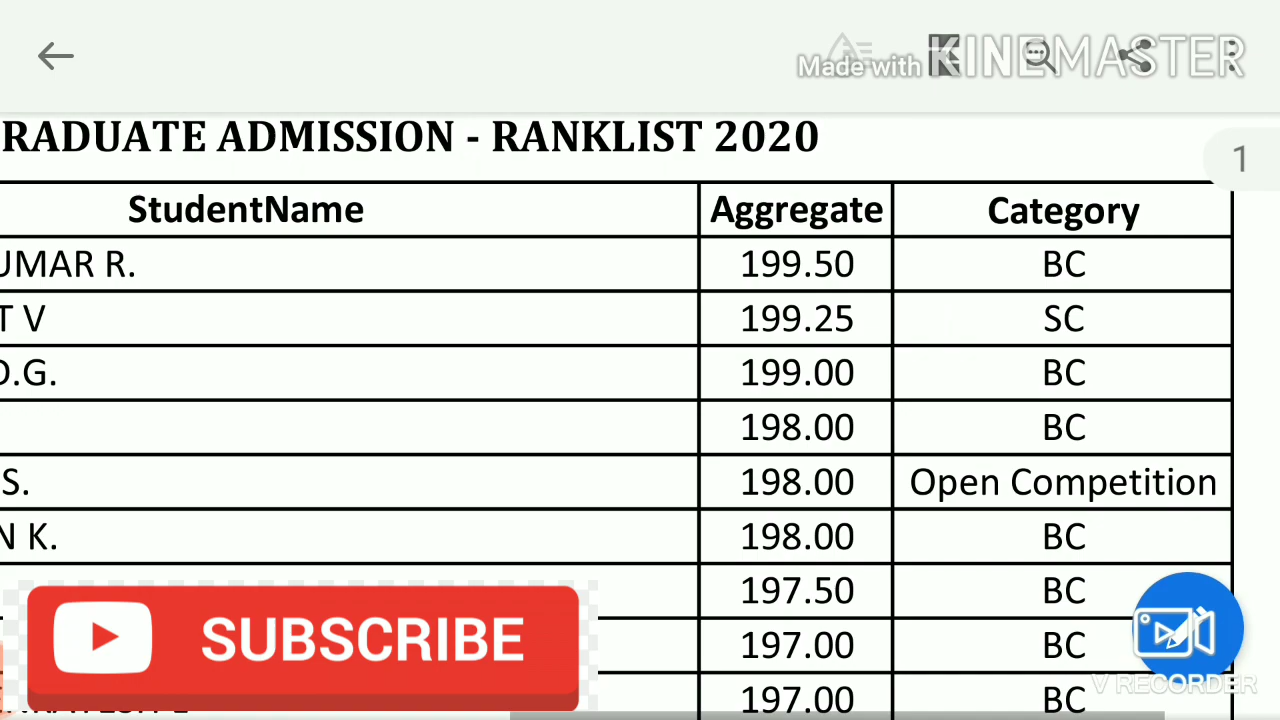 Made with KINEMASTER
RADUATE ADMISSION - RANKLIST 2020
1
StudentName Aggregate Category
UMAR R. 199.50 BC
T V 199.25 SC
D.G. 199.00 BC
198.00 BC
S. 198.00 Open Competition
N K. 198.00 BC
197.50 BC
SUBSCRIBE
197.00 BC
V RECORDER
197.00 BC